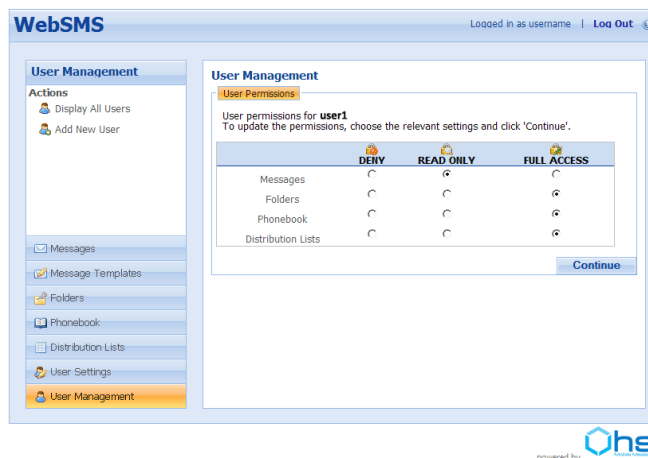 WebSMS
Logged in as username | Log Out
User Management
Actions
Display All Users
Add New User
Messages
Message Templates
Folders
Phonebook
Distribution Lists
User Settings
User Management
User Management
User Permissions
User permissions for user1
To update the permissions, choose the relevant settings and click 'Continue'.
DENY READ ONLY FULL ACCESS
Messages
Folders
Phonebook
Distribution Lists
Continue
powered by hs